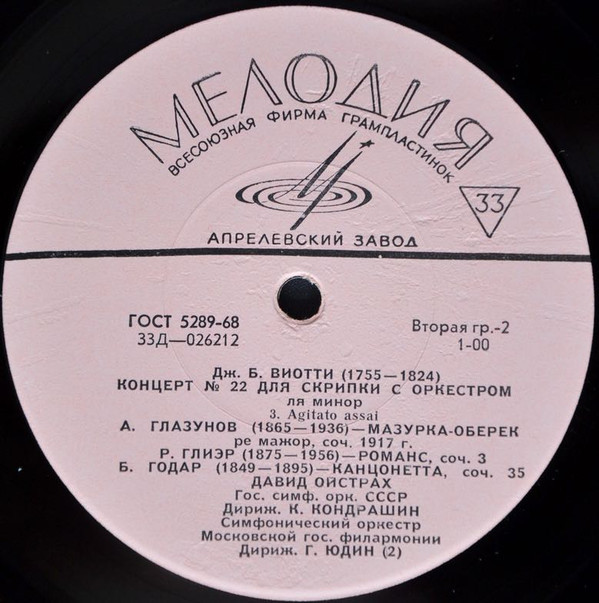 МЕЛОДИЯ
ВСЕСОЮЗНАЯ ФИРМА ГРАМПЛАСТИНОК
33
АПРЕЛЕВСКИЙ ЗАВОД
ГОСТ 5289-68
33Д—026212
Вторая гр.-2
1-00
Дж. Б. ВИОТТИ (1755—1824)
КОНЦЕРТ № 22 ДЛЯ СКРИПКИ С ОРКЕСТРОМ
ля минор
3. Agitato assai
А. ГЛАЗУНОВ (1865—1936)—МАЗУРКА-ОБЕРЕК
ре мажор, соч. 1917 г.
Р. ГЛИЭР (1875—1956)—РОМАНС, соч. 3
Б. ГОДАР (1849—1895)—КАНЦОНЕТТА, соч. 35
ДАВИД ОЙСТРАХ
Гос. симф. орк. СССР
Дириж. К. КОНДРАШИН
Симфонический оркестр
Московской гос. филармонии
Дириж. Г. ЮДИН (2)